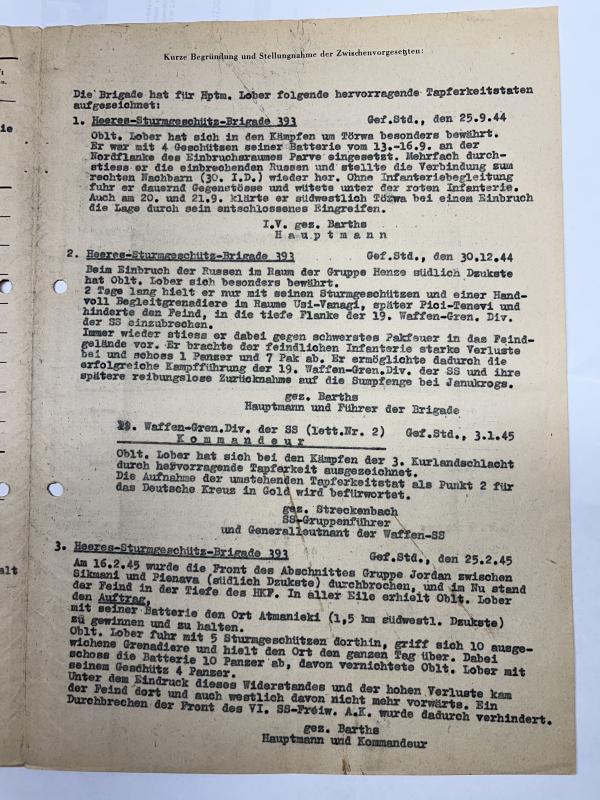 Kurze Begründung und Stellungnahme der Zwischenvorgesetzten:
Die Brigade hat für Hptm. Lober folgende hervorragende Tapferkeitstaten
aufgezeichnet:
1. Heeres-Sturmgeschütz-Brigade 393 Gef.Std., den 25.9.44
Oblt. Lober hat sich in den Kämpfen um Törwa besonders bewährt.
Er war mit 4 Geschützen seiner Batterie vom 13.-16.9. an der
Nordflanke des Einbruchsraumes Parve eingesetzt. Mehrfach durch-
stiess er die einbrechenden Russen und stellte die Verbindung zum
rechten Nachbarn (30. I.D.) wieder her. Ohne Infanteriebegleitung
fuhr er dauernd Gegenstösse und wütete unter der roten Infanterie.
Auch am 20. und 21.9. klärte er südwestlich Törwa bei einem Einbruch
die Lage durch sein entschlossenes Eingreifen.
I.V. gez. Barths
Hauptmann
2. Heeres-Sturmgeschütz-Brigade 393 Gef.Std., den 30.12.44
Beim Einbruch der Russen im Raum der Gruppe Henze südlich Dzukste
hat Oblt. Lober sich besonders bewährt.
2 Tage lang hielt er nur mit seinen Sturmgeschützen und einer Hand-
voll Begleitgrenadiere im Raume Usi-Vanagi, später Pici-Tenevi und
hinderte den Feind, in die tiefe Flanke der 19. Waffen-Gren. Div.
der SS einzubrechen.
Immer wieder stiess er dabei gegen schwerstes Pakfeuer in das Feind-
gelände vor. Er brachte der feindlichen Infanterie starke Verluste
bei und schoss 1 Panzer und 7 Pak ab. Er ermöglichte dadurch die
erfolgreiche Kampfführung der 19. Waffen-Gren.Div. der SS und ihre
spätere reibungslose Zurücknahme auf die Sumpfenge bei Janukrogs.
gez. Barths
Hauptmann und Führer der Brigade
19. Waffen-Gren.Div. der SS (lett.Nr. 2) Gef.Std., 3.1.45
Kommandeur
Oblt. Lober hat sich bei den Kämpfen der 3. Kurlandschlacht
durch hervorragende Tapferkeit ausgezeichnet.
Die Aufnahme der umstehenden Tapferkeitstat als Punkt 2 für
das Deutsche Kreuz in Gold wird befürwortet.
gez. Streckenbach
SS-Gruppenführer
und Generalleutnant der Waffen-SS
3. Heeres-Sturmgeschütz-Brigade 393 Gef.Std., den 25.2.45
Am 16.2.45 wurde die Front des Abschnittes Gruppe Jordan zwischen
Sikmani und Pienava (südlich Dzukste) durchbrochen, und im Nu stand
der Feind in der Tiefe des HKF. In aller Eile erhielt Oblt. Lober
den Auftrag,
mit seiner Batterie den Ort Atmanieki (1,5 km südwestl. Dzukste)
zu gewinnen und zu halten.
Oblt. Lober fuhr mit 5 Sturmgeschützen dorthin, griff sich 10 ausge-
wichene Grenadiere und hielt den Ort den ganzen Tag über. Dabei
schoss die Batterie 10 Panzer ab, davon vernichtete Oblt. Lober mit
seinem Geschütz 4 Panzer.
Unter dem Eindruck dieses Widerstandes und der hohen Verluste kam
der Feind dort und auch westlich davon nicht mehr vorwärts. Ein
Durchbrechen der Front des VI. SS-Freiw. A.K. wurde dadurch verhindert.
gez. Barths
Hauptmann und Kommandeur